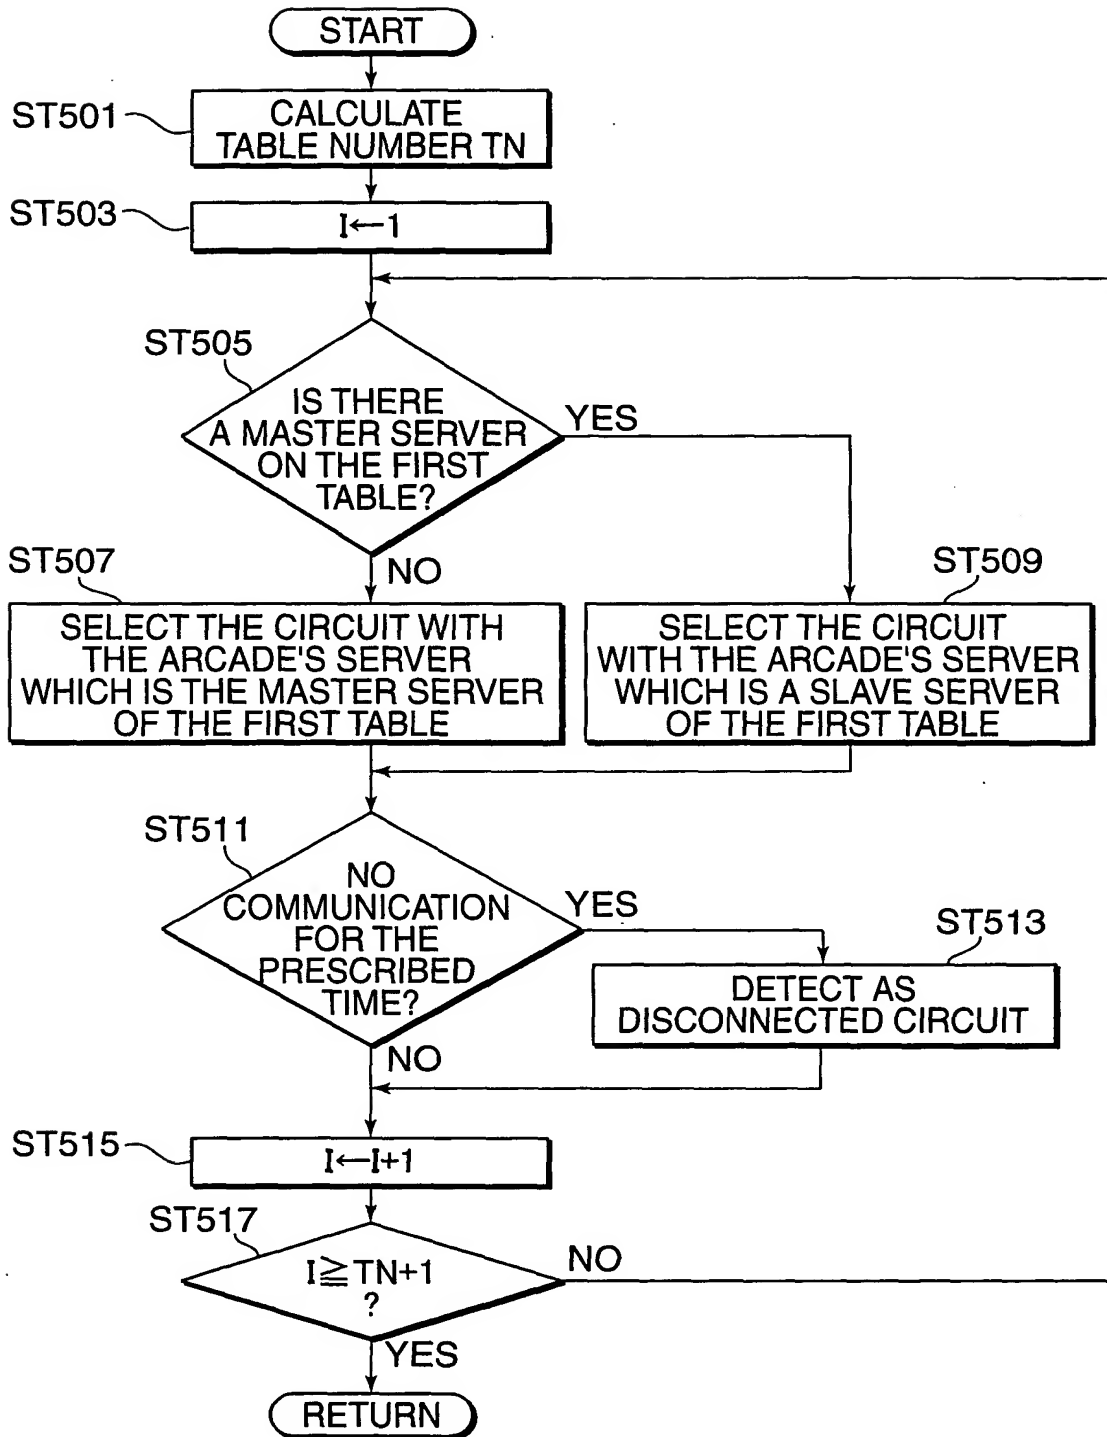 START
ST501
CALCULATE
TABLE NUMBER TN
ST503
I←1
ST505
IS THERE
A MASTER SERVER
ON THE FIRST
TABLE?
YES
NO
ST507
SELECT THE CIRCUIT WITH
THE ARCADE'S SERVER
WHICH IS THE MASTER SERVER
OF THE FIRST TABLE
ST509
SELECT THE CIRCUIT
WITH THE ARCADE'S SERVER
WHICH IS A SLAVE SERVER
OF THE FIRST TABLE
ST511
NO
COMMUNICATION
FOR THE
PRESCRIBED
TIME?
YES
NO
ST513
DETECT AS
DISCONNECTED CIRCUIT
ST515
I←I+1
ST517
I≧TN+1
?
NO
YES
RETURN